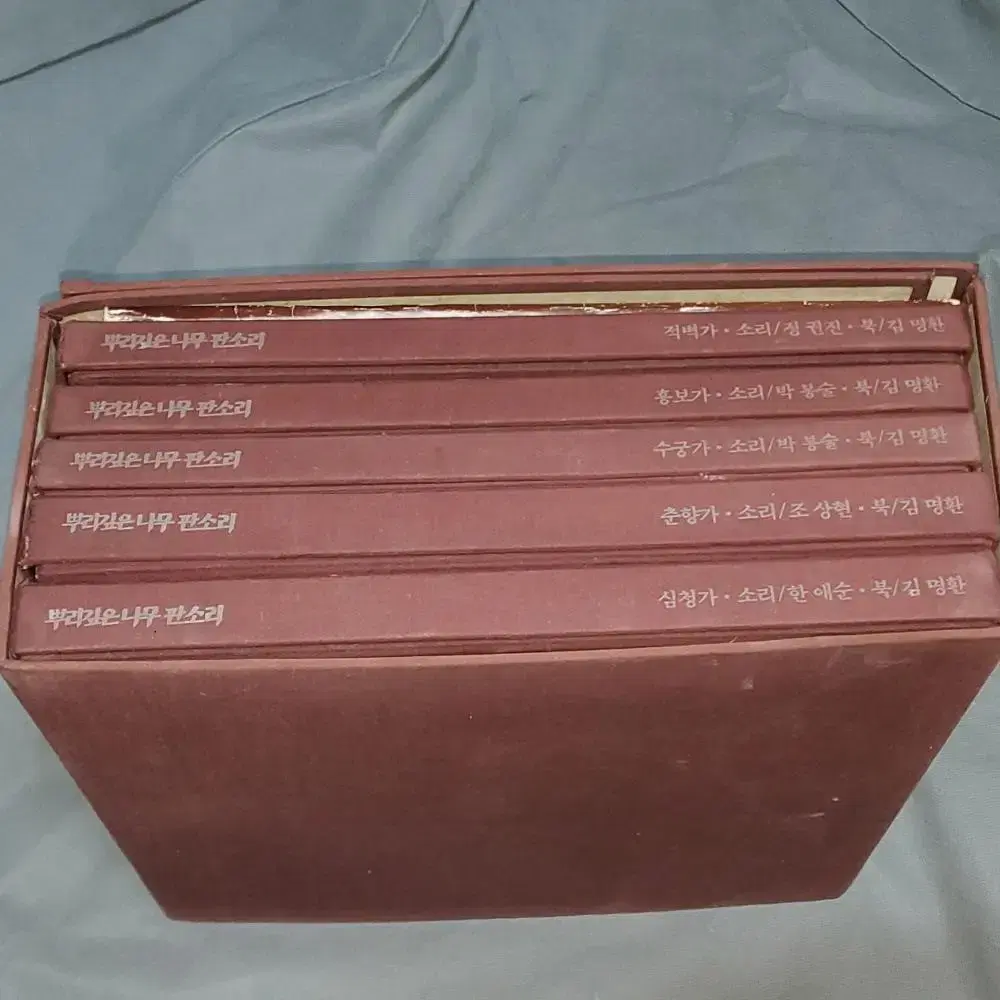 뿌리깊은 나무 판소리 적벽가 · 소리/정 권진 · 북/김 명환
뿌리깊은 나무 판소리 흥보가 · 소리/박 봉술 · 북/김 명환
뿌리깊은 나무 판소리 수궁가 · 소리/박 봉술 · 북/김 명환
뿌리깊은 나무 판소리 춘향가 · 소리/조 상현 · 북/김 명환
뿌리깊은 나무 판소리 심청가 · 소리/한 애순 · 북/김 명환